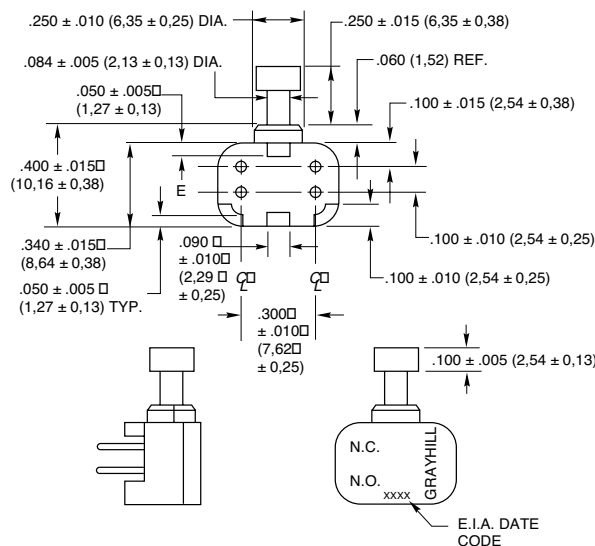 .250 ± .010 (6,35 ± 0,25) DIA.
.250 ± .015 (6,35 ± 0,38)
.084 ± .005 (2,13 ± 0,13) DIA.
.060 (1,52) REF.
.050 ± .005□
(1,27 ± 0,13)
.100 ± .015 (2,54 ± 0,38)
.400 ± .015□
(10,16 ± 0,38)
E
.340 ± .015□
(8,64 ± 0,38)
.090 □
± .010□
(2,29 □
± 0,25)
.100 ± .010 (2,54 ± 0,25)
.100 ± .010 (2,54 ± 0,25)
.050 ± .005 □
(1,27 ± 0,13) TYP.
CL□
CL□
.300□
± .010□
(7,62□
± 0,25)
.100 ± .005 (2,54 ± 0,13)
N.C.
N.O.
xxxx
GRAYHILL
E.I.A. DATE
CODE